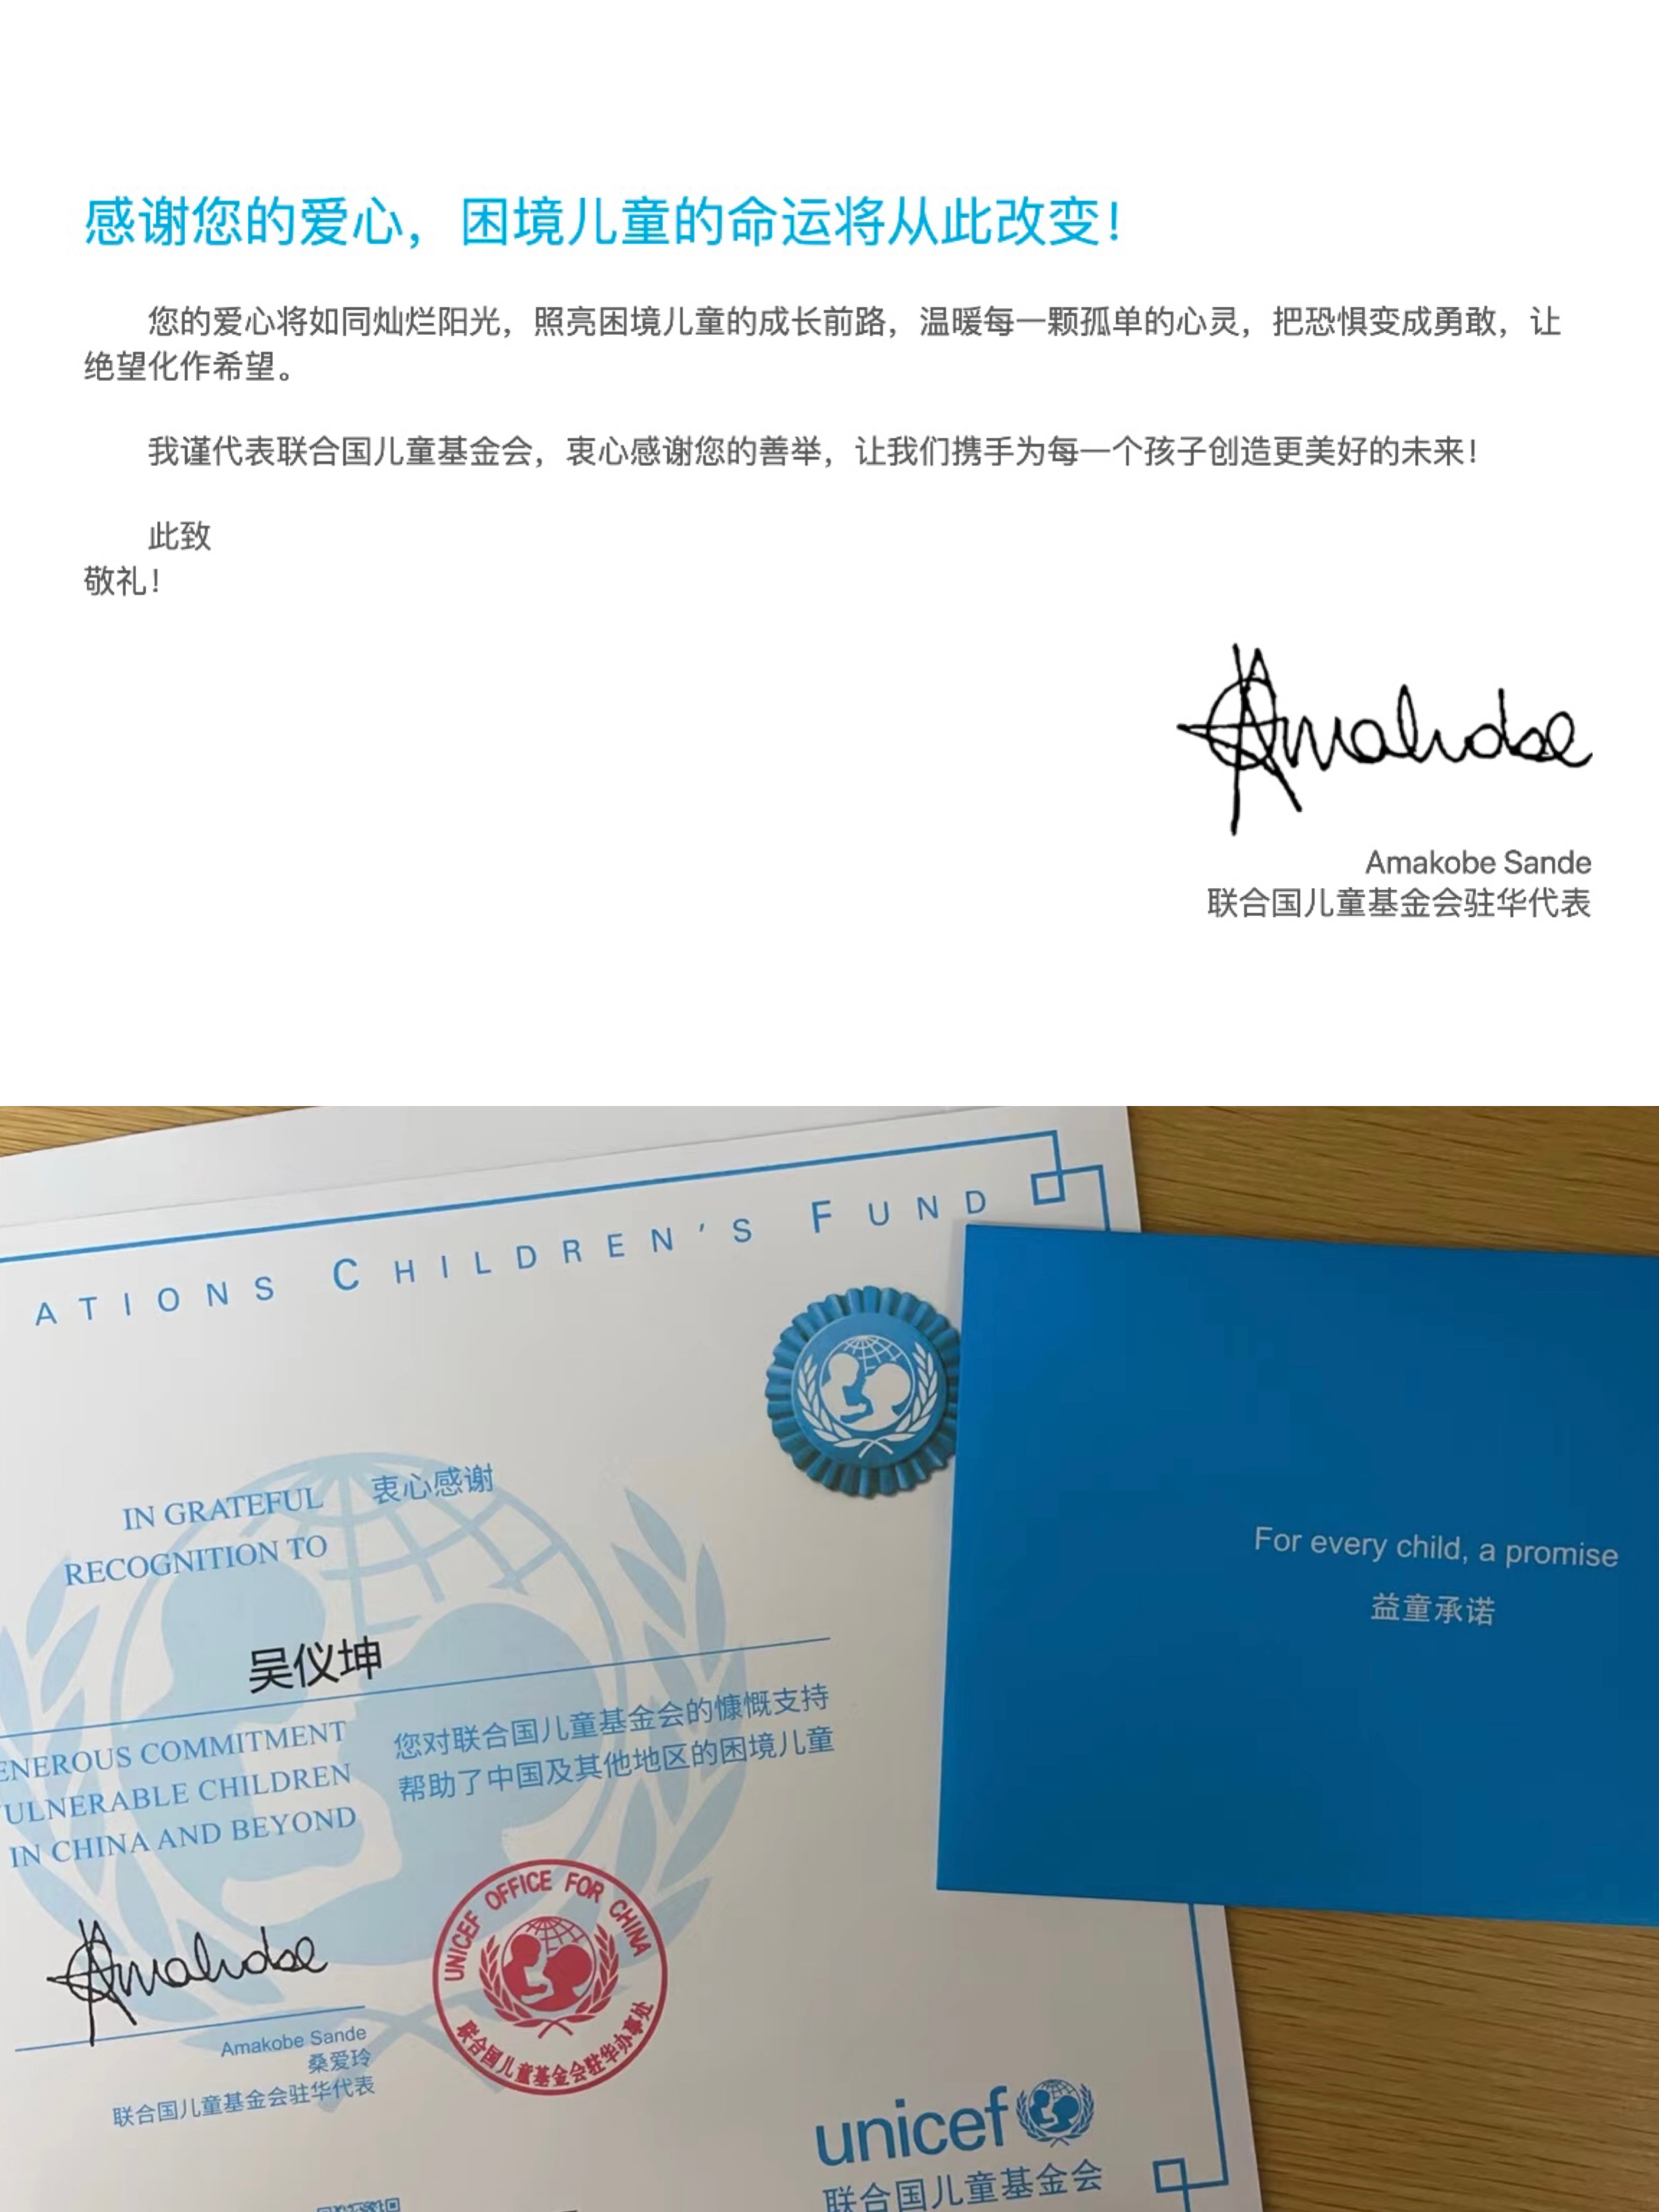 感谢您的爱心，困境儿童的命运将从此改变！
您的爱心将如同灿烂阳光，照亮困境儿童的成长前路，温暖每一颗孤单的心灵，把恐惧变成勇敢，让
绝望化作希望。
我谨代表联合国儿童基金会，衷心感谢您的善举，让我们携手为每一个孩子创造更美好的未来！
此致
敬礼！
Amakobe
Amakobe Sande
联合国儿童基金会驻华代表
ATIONS CHILDREN'S FUND
IN GRATEFUL
RECOGNITION TO
衷心感谢
吴仪坤
ENEROUS COMMITMENT
VULNERABLE CHILDREN
IN CHINA AND BEYOND
您对联合国儿童基金会的慷慨支持
帮助了中国及其他地区的困境儿童
Amakobe
Amakobe Sande
桑爱玲
联合国儿童基金会驻华代表
UNICEF OFFICE FOR CHINA
联合国儿童基金会驻华办事处
unicef
联合国儿童基金会
For every child, a promise
益童承诺